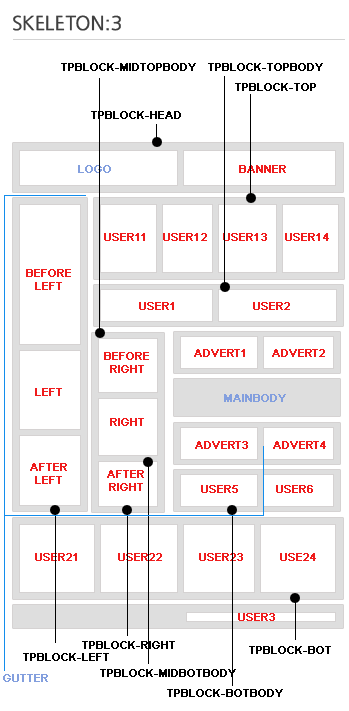 SKELETON:3
TPBLOCK-MIDTOPBODY
TPBLOCK-TOPBODY
TPBLOCK-TOP
TPBLOCK-HEAD
LOGO
BANNER
USER11
USER12
USER13
USER14
BEFORE
LEFT
USER1
USER2
BEFORE
RIGHT
ADVERT1
ADVERT2
LEFT
MAINBODY
RIGHT
ADVERT3
ADVERT4
AFTER
LEFT
AFTER
RIGHT
USER5
USER6
USER21
USER22
USER23
USE24
USER3
TPBLOCK-RIGHT
TPBLOCK-BOT
TPBLOCK-LEFT
TPBLOCK-MIDBOTBODY
GUTTER
TPBLOCK-BOTBODY